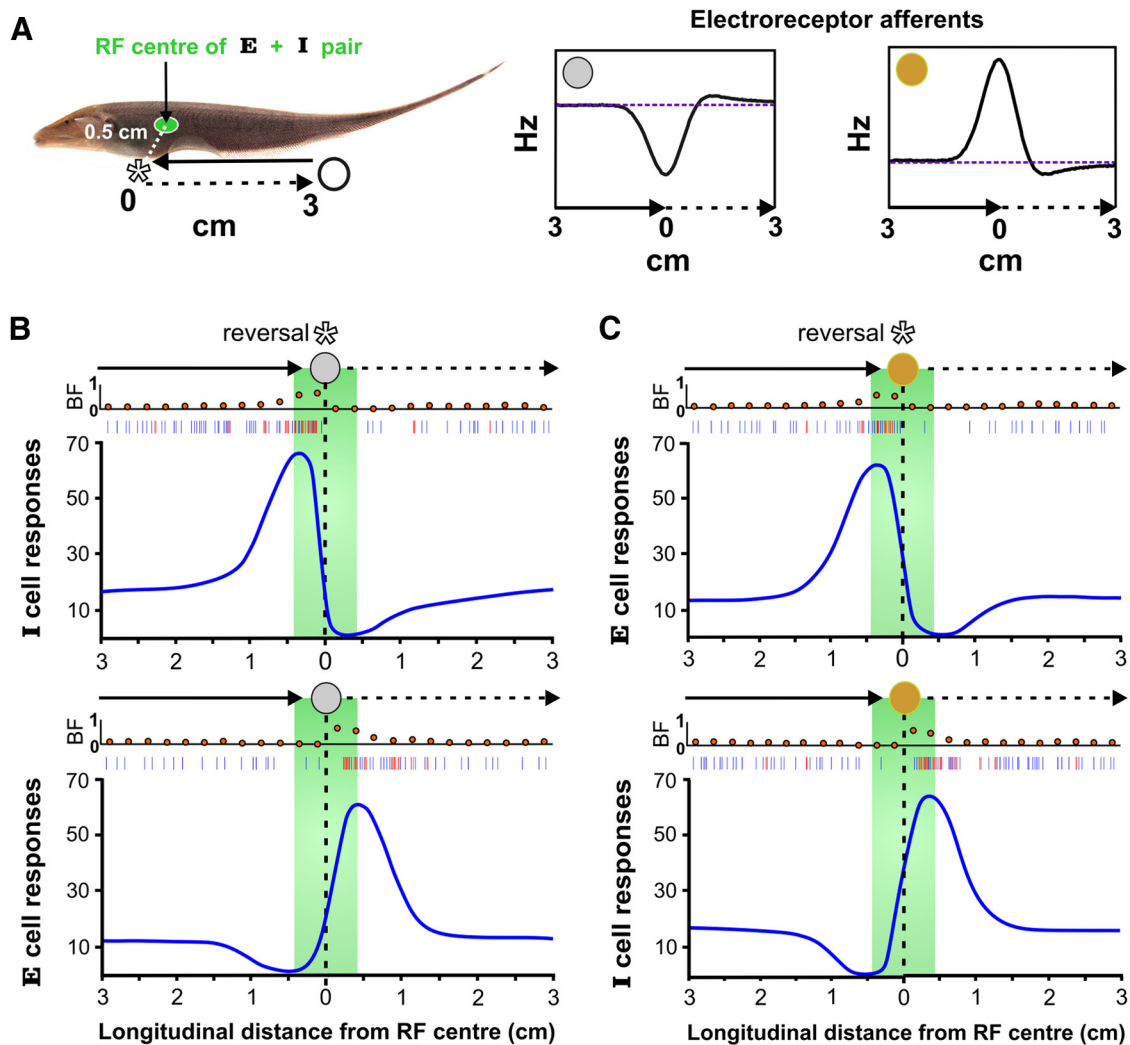 A
RF centre of E + I pair
0.5 cm
0
3
cm
Electroreceptor afferents
Hz
3
0
3
cm
Hz
3
0
3
cm
B
reversal
BF
1
0
I cell responses
70
50
30
10
3
2
1
0
1
2
3
BF
1
0
E cell responses
70
50
30
10
3
2
1
0
1
2
3
Longitudinal distance from RF centre (cm)
C
reversal
BF
1
0
E cell responses
70
50
30
10
3
2
1
0
1
2
3
BF
1
0
I cell responses
70
50
30
10
3
2
1
0
1
2
3
Longitudinal distance from RF centre (cm)